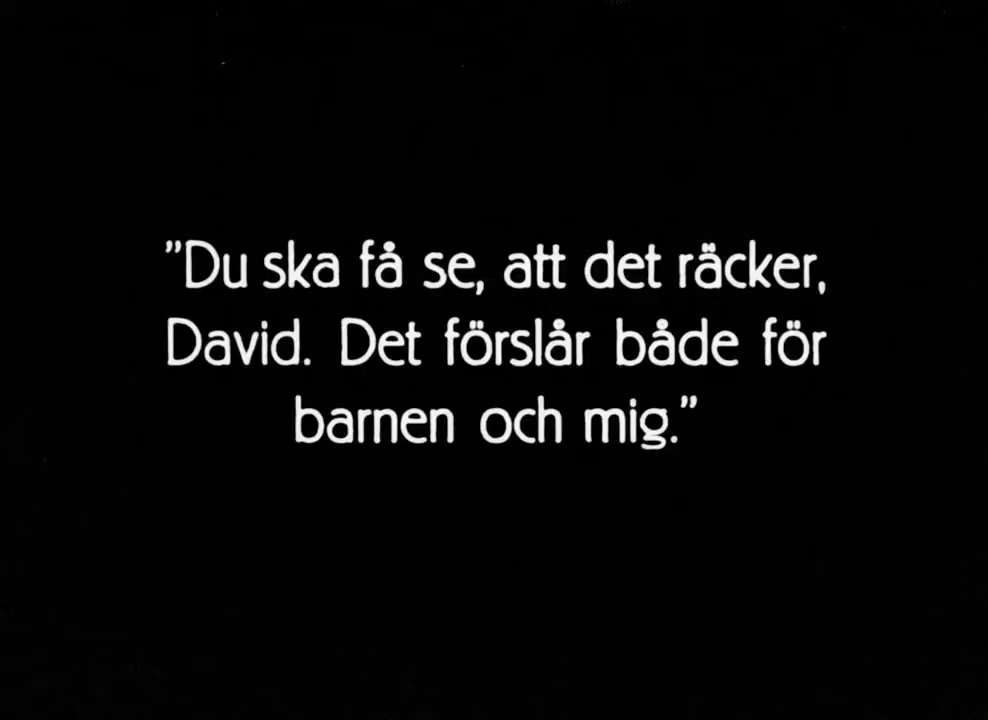 "Du ska få se, att det räcker,
David. Det förslår både för
barnen och mig."